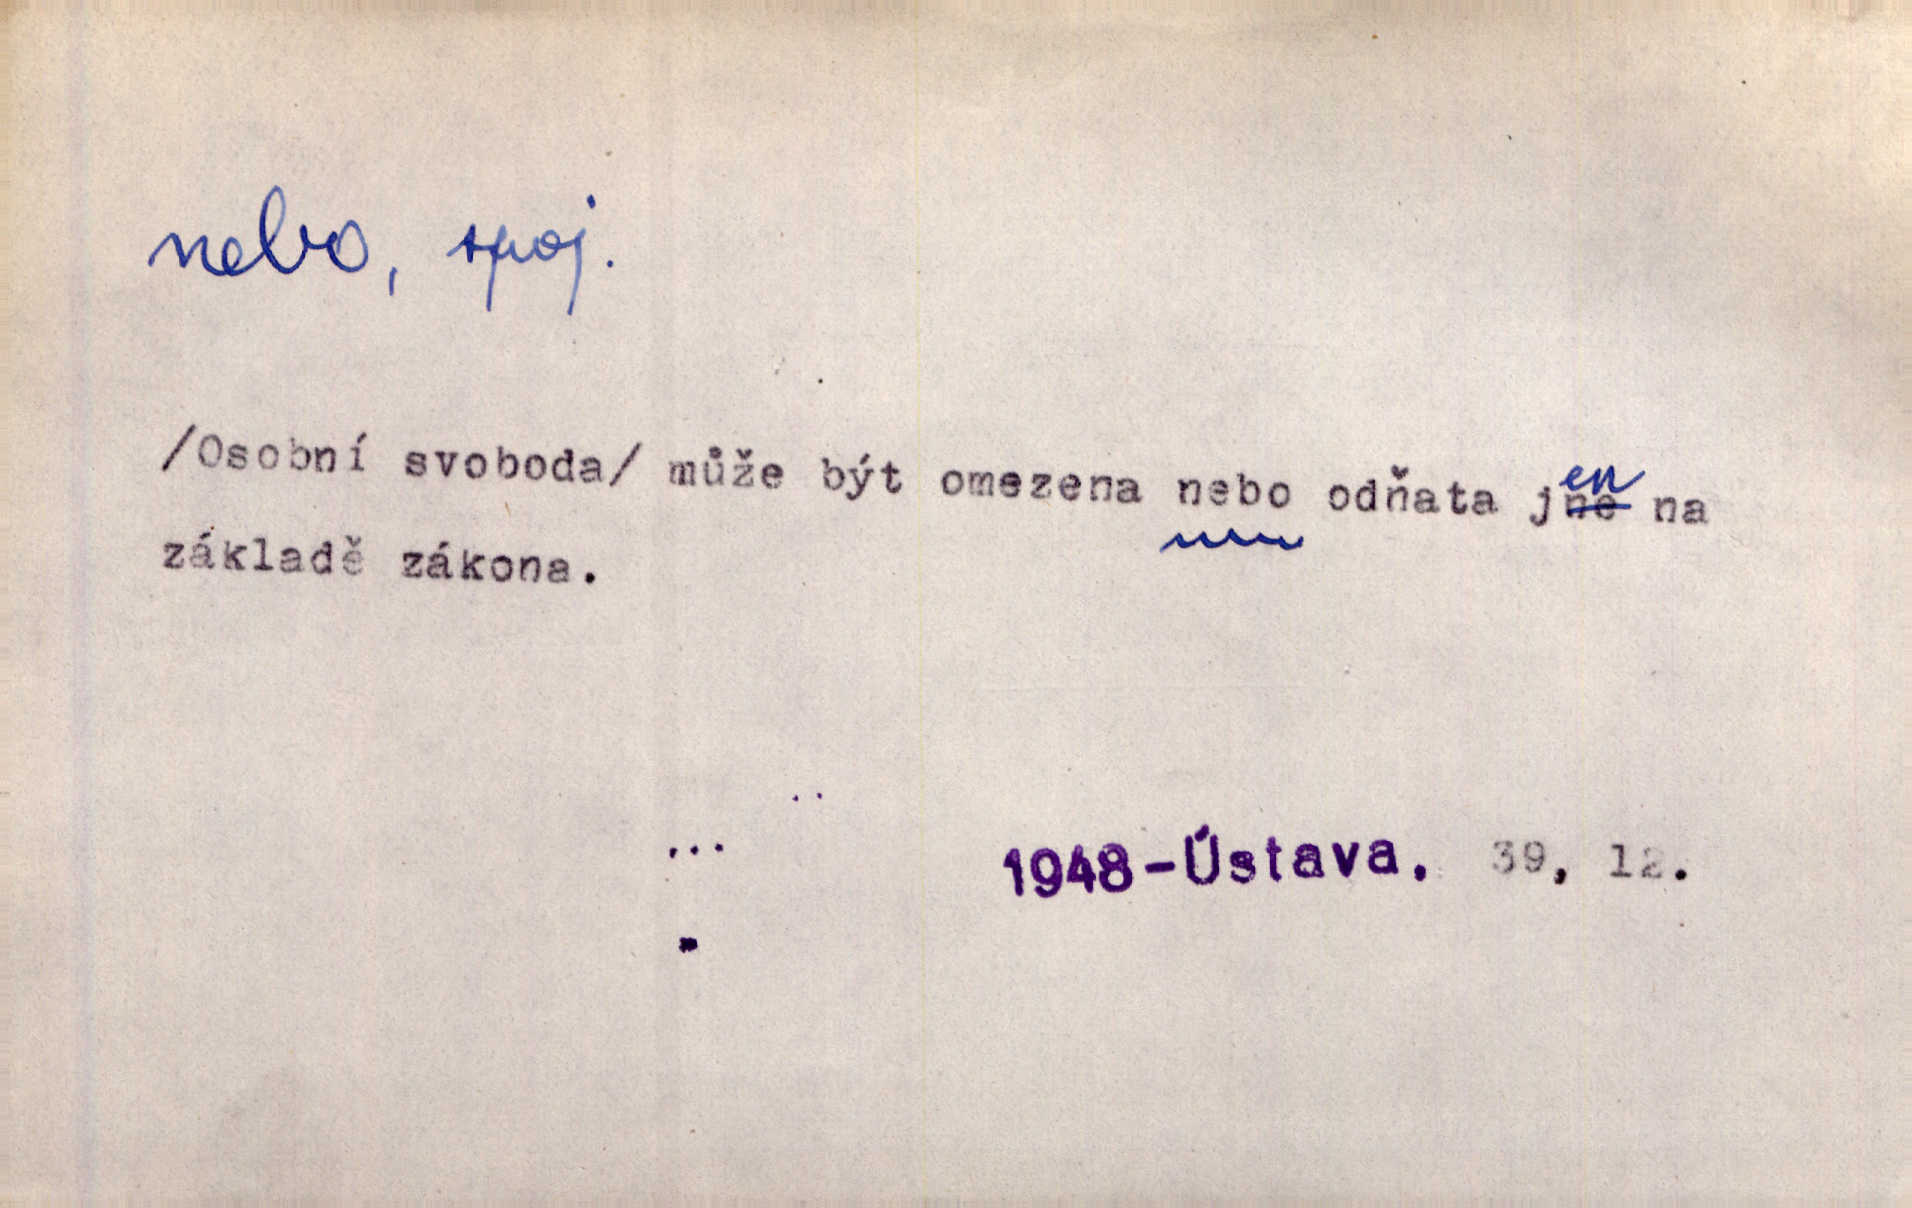 nebo, spoj.
/Osobní svoboda/ může být omezena nebo odňata jen na
základě zákona.
1948-Ústava. 39, 12.